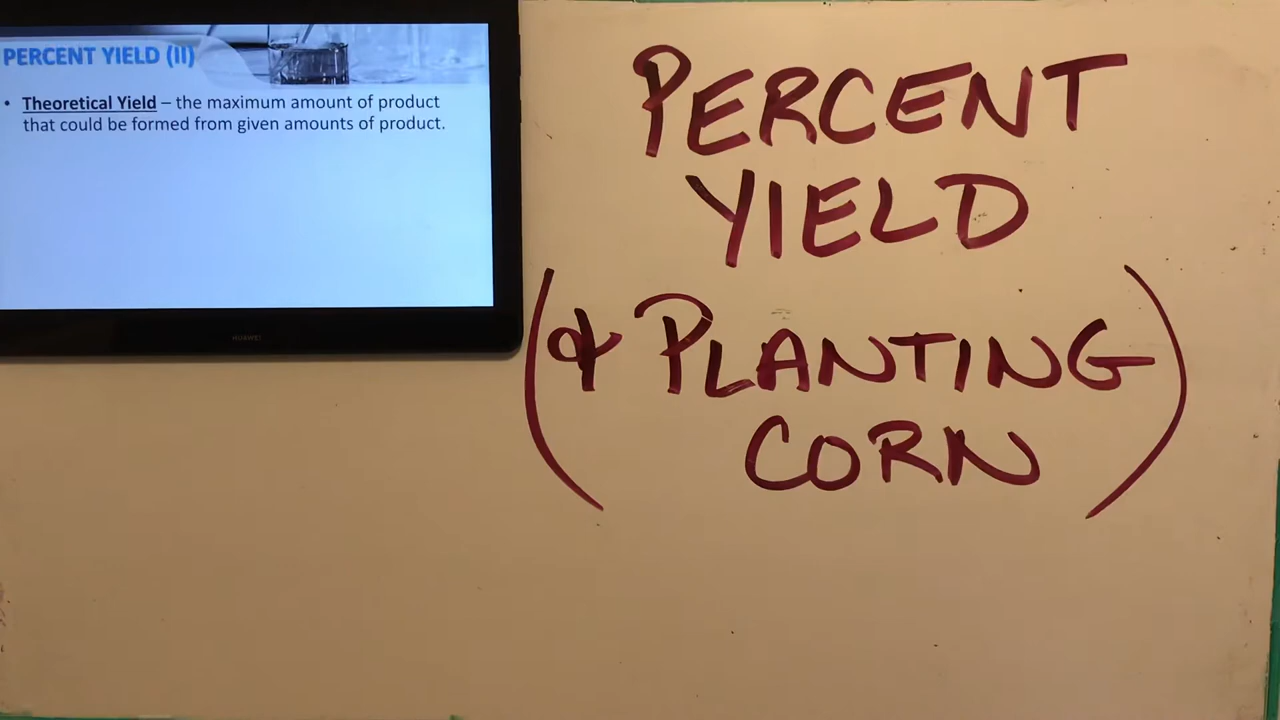 PERCENT YIELD (II)
• Theoretical Yield – the maximum amount of product
that could be formed from given amounts of product.
HUAWEI
PERCENT
YIELD
(& PLANTING
CORN)